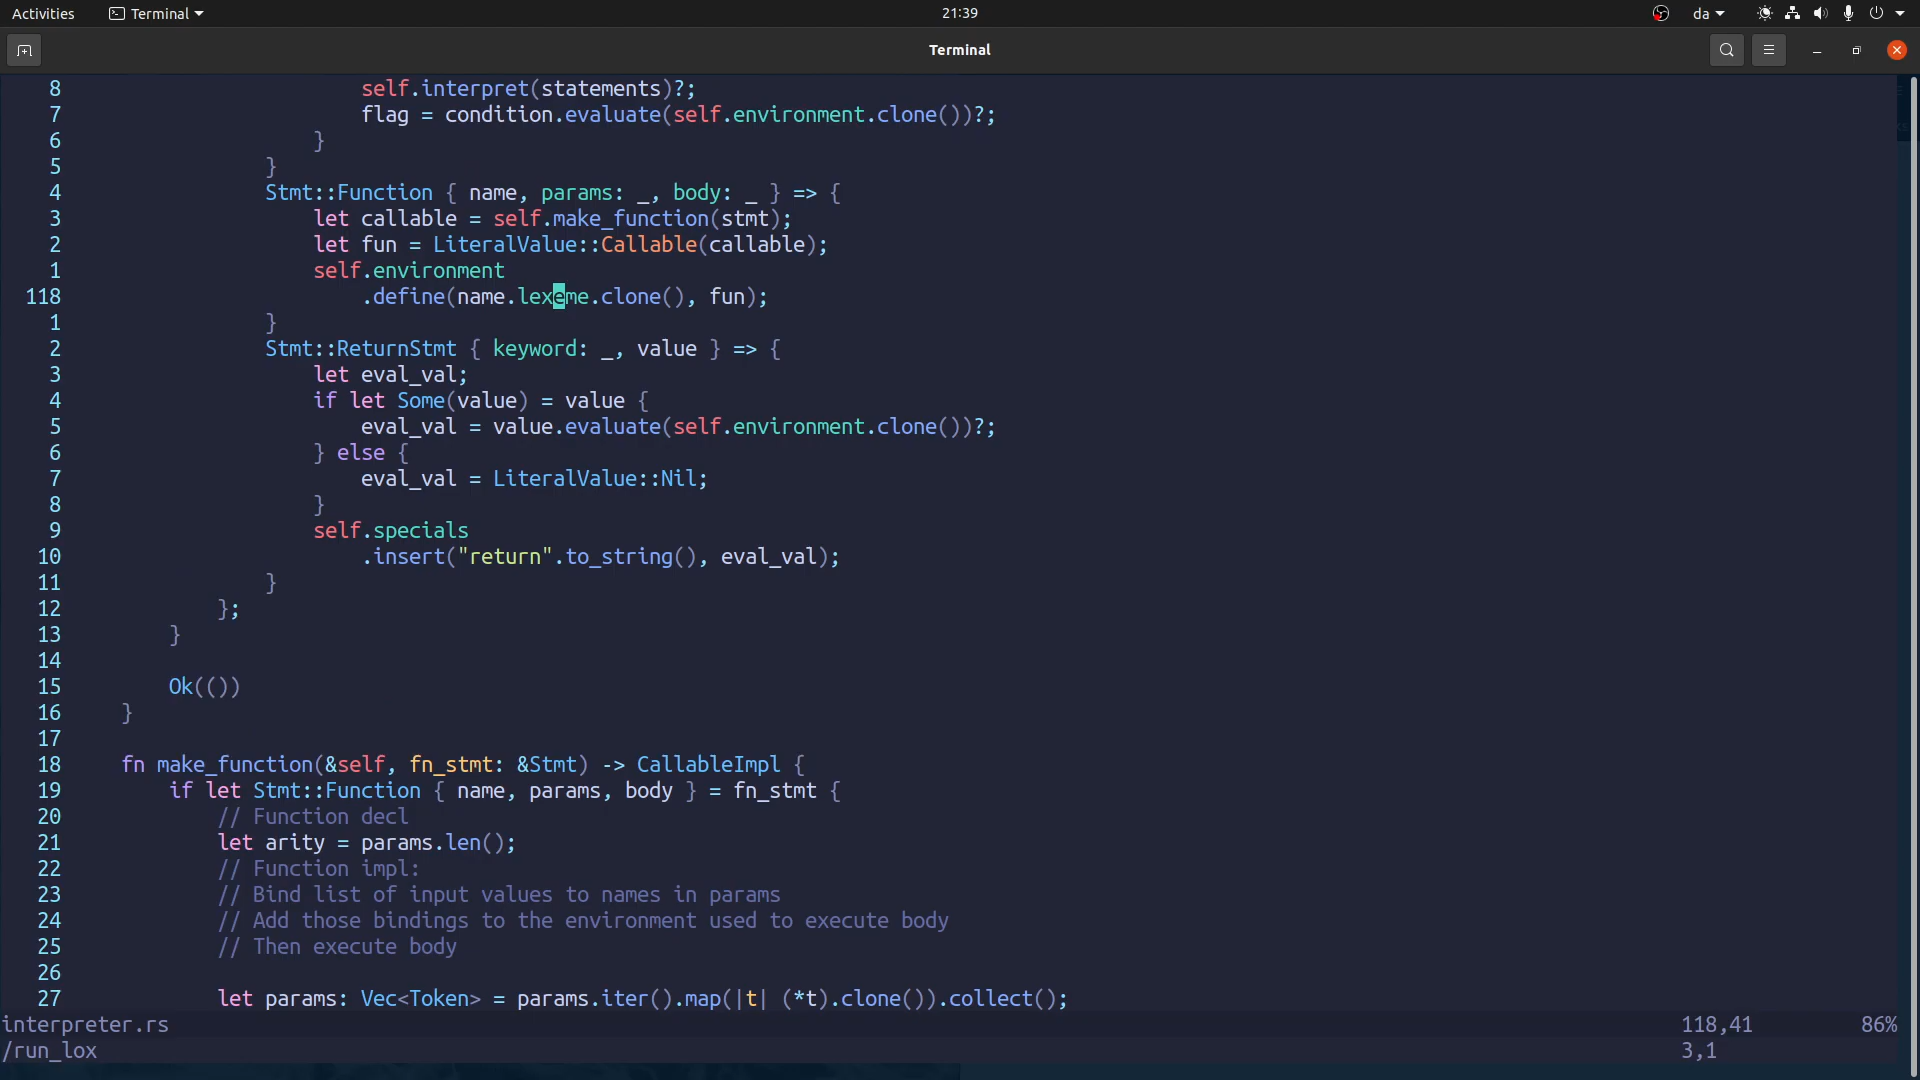 Activities Terminal 21:39 da
Terminal
8 self.interpret(statements)?;
7 flag = condition.evaluate(self.environment.clone())?;
6 }
5 }
4 Stmt::Function { name, params: _, body: _ } => {
3 let callable = self.make_function(stmt);
2 let fun = LiteralValue::Callable(callable);
1 self.environment
118 .define(name.lexeme.clone(), fun);
1 }
2 Stmt::ReturnStmt { keyword: _, value } => {
3 let eval_val;
4 if let Some(value) = value {
5 eval_val = value.evaluate(self.environment.clone())?;
6 } else {
7 eval_val = LiteralValue::Nil;
8 }
9 self.specials
10 .insert("return".to_string(), eval_val);
11 }
12 };
13 }
14
15 Ok(())
16 }
17
18 fn make_function(&self, fn_stmt: &Stmt) -> CallableImpl {
19 if let Stmt::Function { name, params, body } = fn_stmt {
20 // Function decl
21 let arity = params.len();
22 // Function impl:
23 // Bind list of input values to names in params
24 // Add those bindings to the environment used to execute body
25 // Then execute body
26
27 let params: Vec<Token> = params.iter().map(|t| (*t).clone()).collect();
interpreter.rs 118,41 86%
/run_lox 3,1